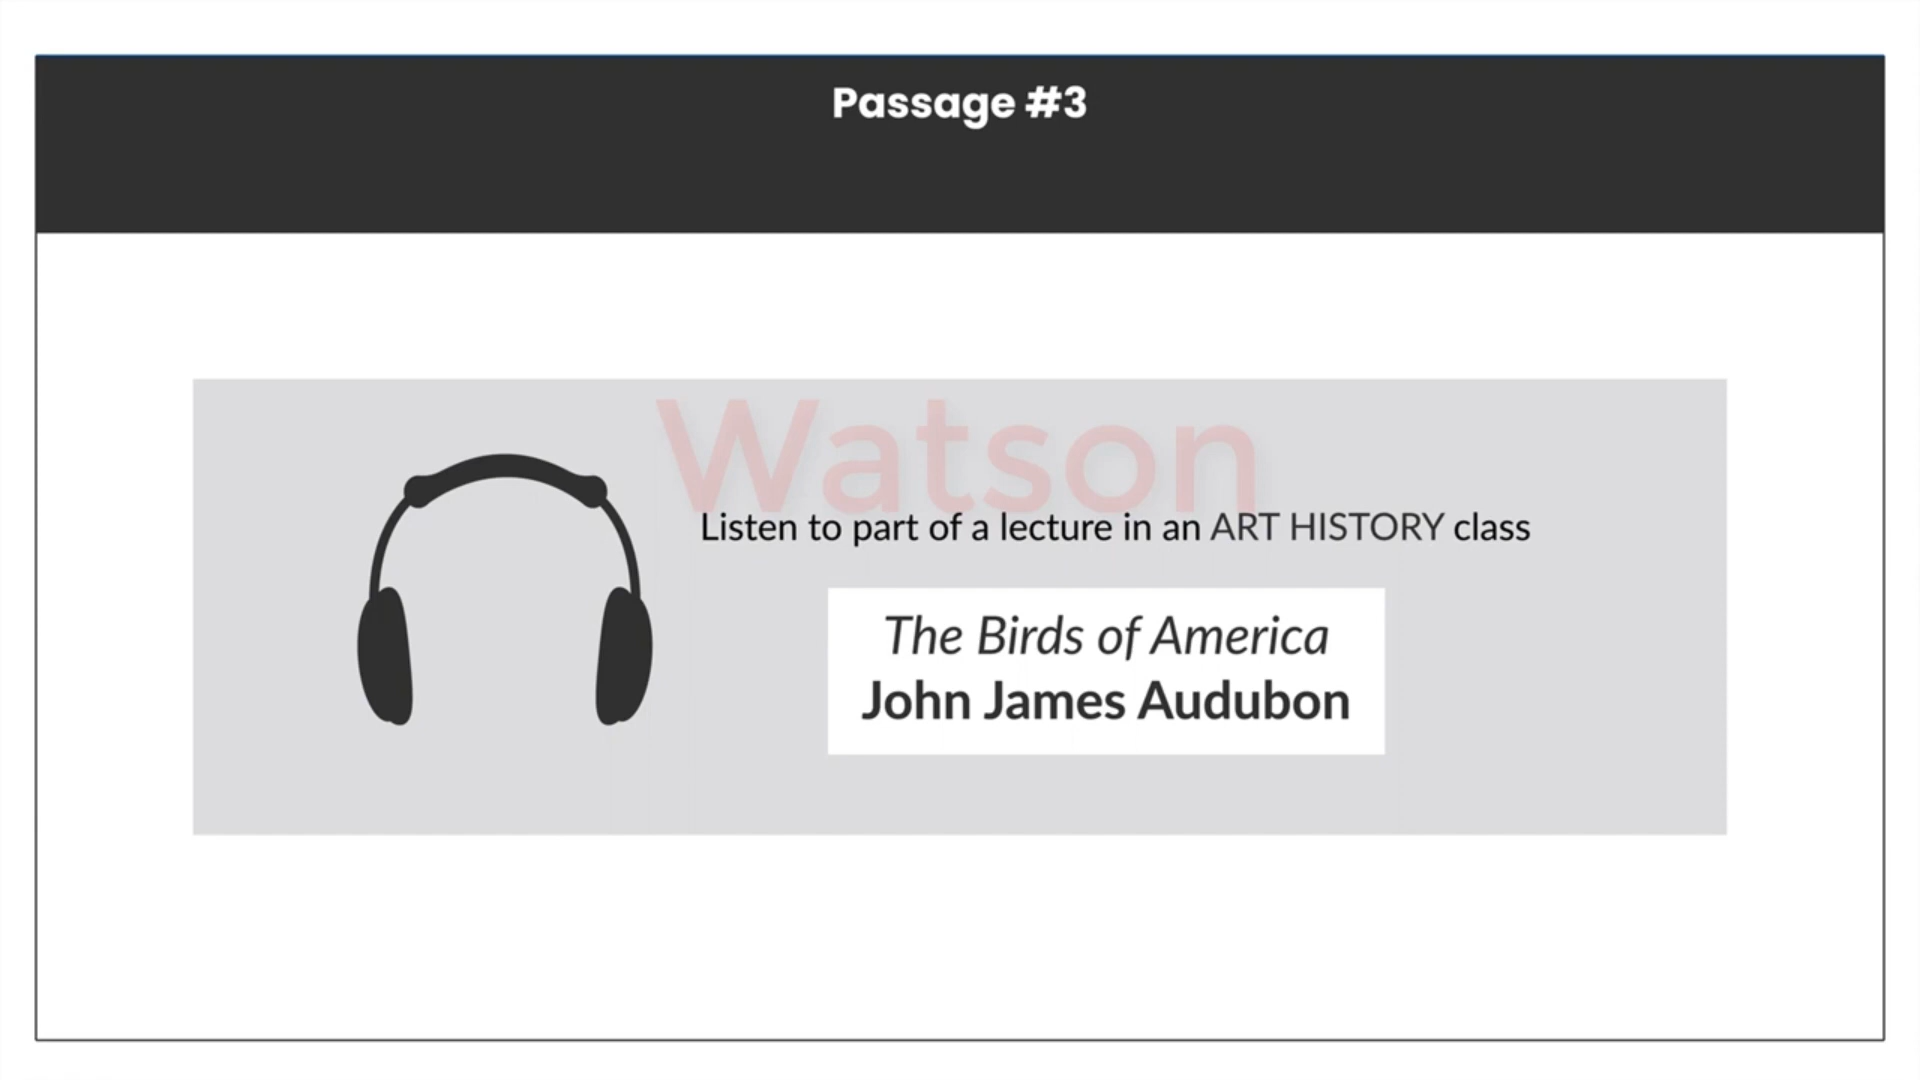 Passage #3
Watson
Listen to part of a lecture in an ART HISTORY class
The Birds of America
John James Audubon